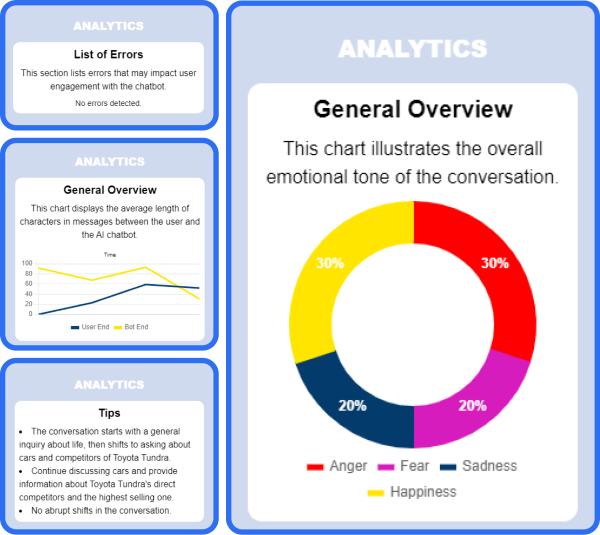 ANALYTICS
List of Errors
This section lists errors that may impact user
engagement with the chatbot.
No errors detected.
ANALYTICS
General Overview
This chart displays the average length of
characters in messages between the user and
the AI chatbot.
Time
100
80
60
40
20
0
User End Bot End
ANALYTICS
Tips
• The conversation starts with a general
inquiry about life, then shifts to asking about
cars and competitors of Toyota Tundra.
• Continue discussing cars and provide
information about Toyota Tundra's direct
competitors and the highest selling one.
• No abrupt shifts in the conversation.
ANALYTICS
General Overview
This chart illustrates the overall
emotional tone of the conversation.
30% 30%
20% 20%
Anger Fear Sadness
Happiness